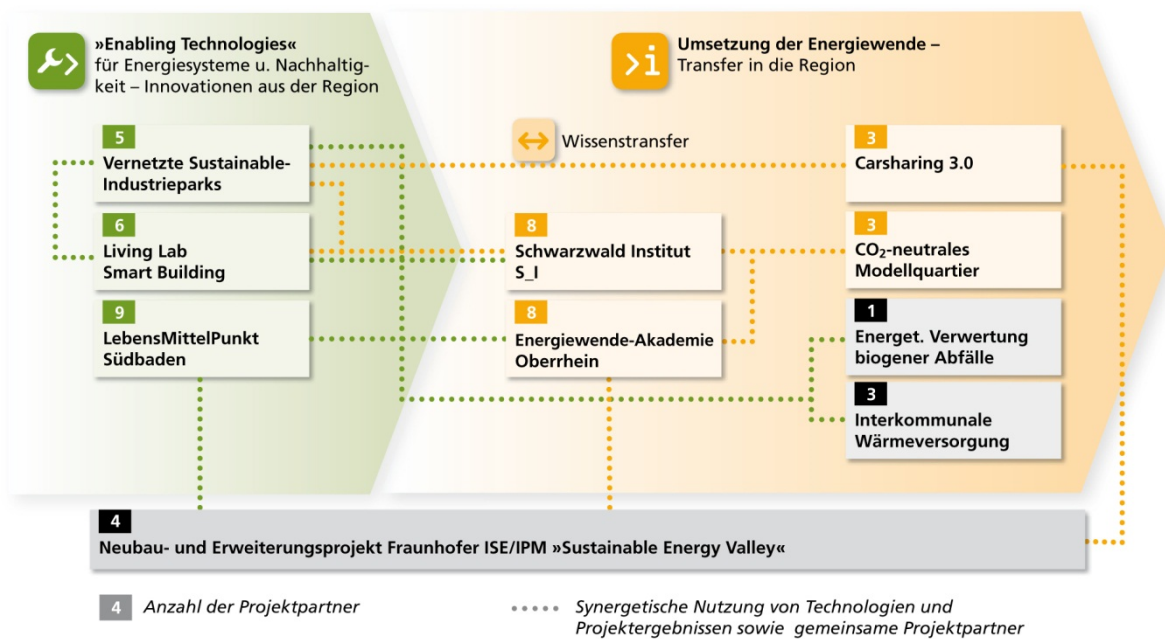 »Enabling Technologies«
für Energiesysteme u. Nachhaltig-
keit – Innovationen aus der Region
Umsetzung der Energiewende –
Transfer in die Region
5
Vernetzte Sustainable-
Industrieparks
Wissenstransfer
3
Carsharing 3.0
6
Living Lab
Smart Building
8
Schwarzwald Institut
S_I
3
CO₂-neutrales
Modellquartier
9
LebensMittelPunkt
Südbaden
8
Energiewende-Akademie
Oberrhein
1
Energet. Verwertung
biogener Abfälle
3
Interkommunale
Wärmeversorgung
4
Neubau- und Erweiterungsprojekt Fraunhofer ISE/IPM »Sustainable Energy Valley«
4 Anzahl der Projektpartner
Synergetische Nutzung von Technologien und
Projektergebnissen sowie gemeinsame Projektpartner